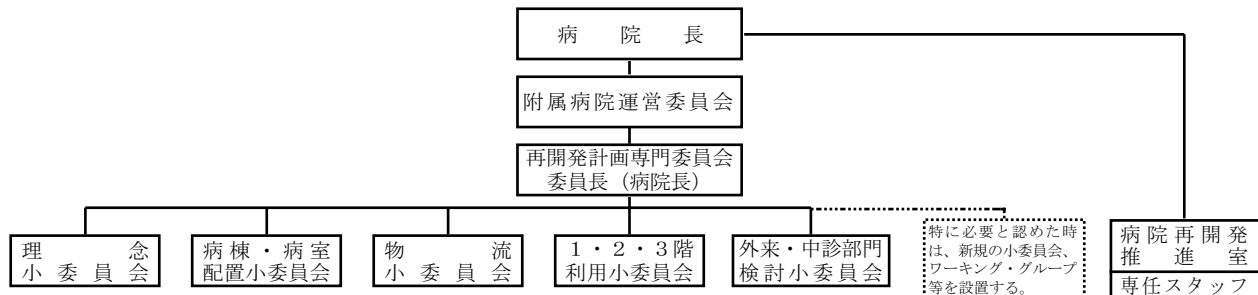 病院長
附属病院運営委員会
再開発計画専門委員会
委員長（病院長）
理念
小委員会
病棟・病室
配置小委員会
物流
小委員会
１・２・３階
利用小委員会
外来・中診部門
検討小委員会
特に必要と認めた時
は、新規の小委員会、
ワーキング・グループ
等を設置する。
病院再開発
推進室
専任スタッフ